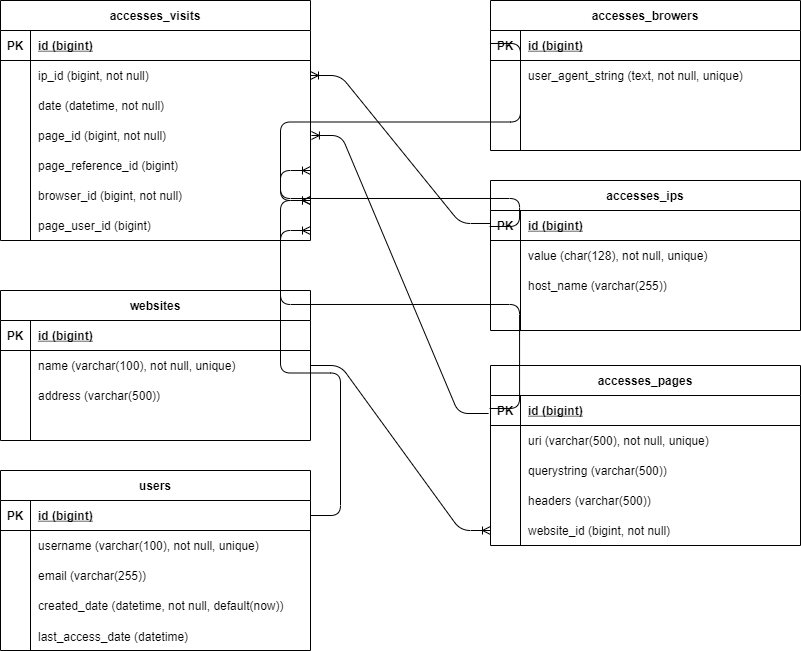 accesses_visits
PK id (bigint)
ip_id (bigint, not null)
date (datetime, not null)
page_id (bigint, not null)
page_reference_id (bigint)
browser_id (bigint, not null)
page_user_id (bigint)
accesses_browers
PK id (bigint)
user_agent_string (text, not null, unique)
accesses_ips
PK id (bigint)
value (char(128), not null, unique)
host_name (varchar(255))
websites
PK id (bigint)
name (varchar(100), not null, unique)
address (varchar(500))
accesses_pages
PK id (bigint)
uri (varchar(500), not null, unique)
querystring (varchar(500))
headers (varchar(500))
website_id (bigint, not null)
users
PK id (bigint)
username (varchar(100), not null, unique)
email (varchar(255))
created_date (datetime, not null, default(now))
last_access_date (datetime)